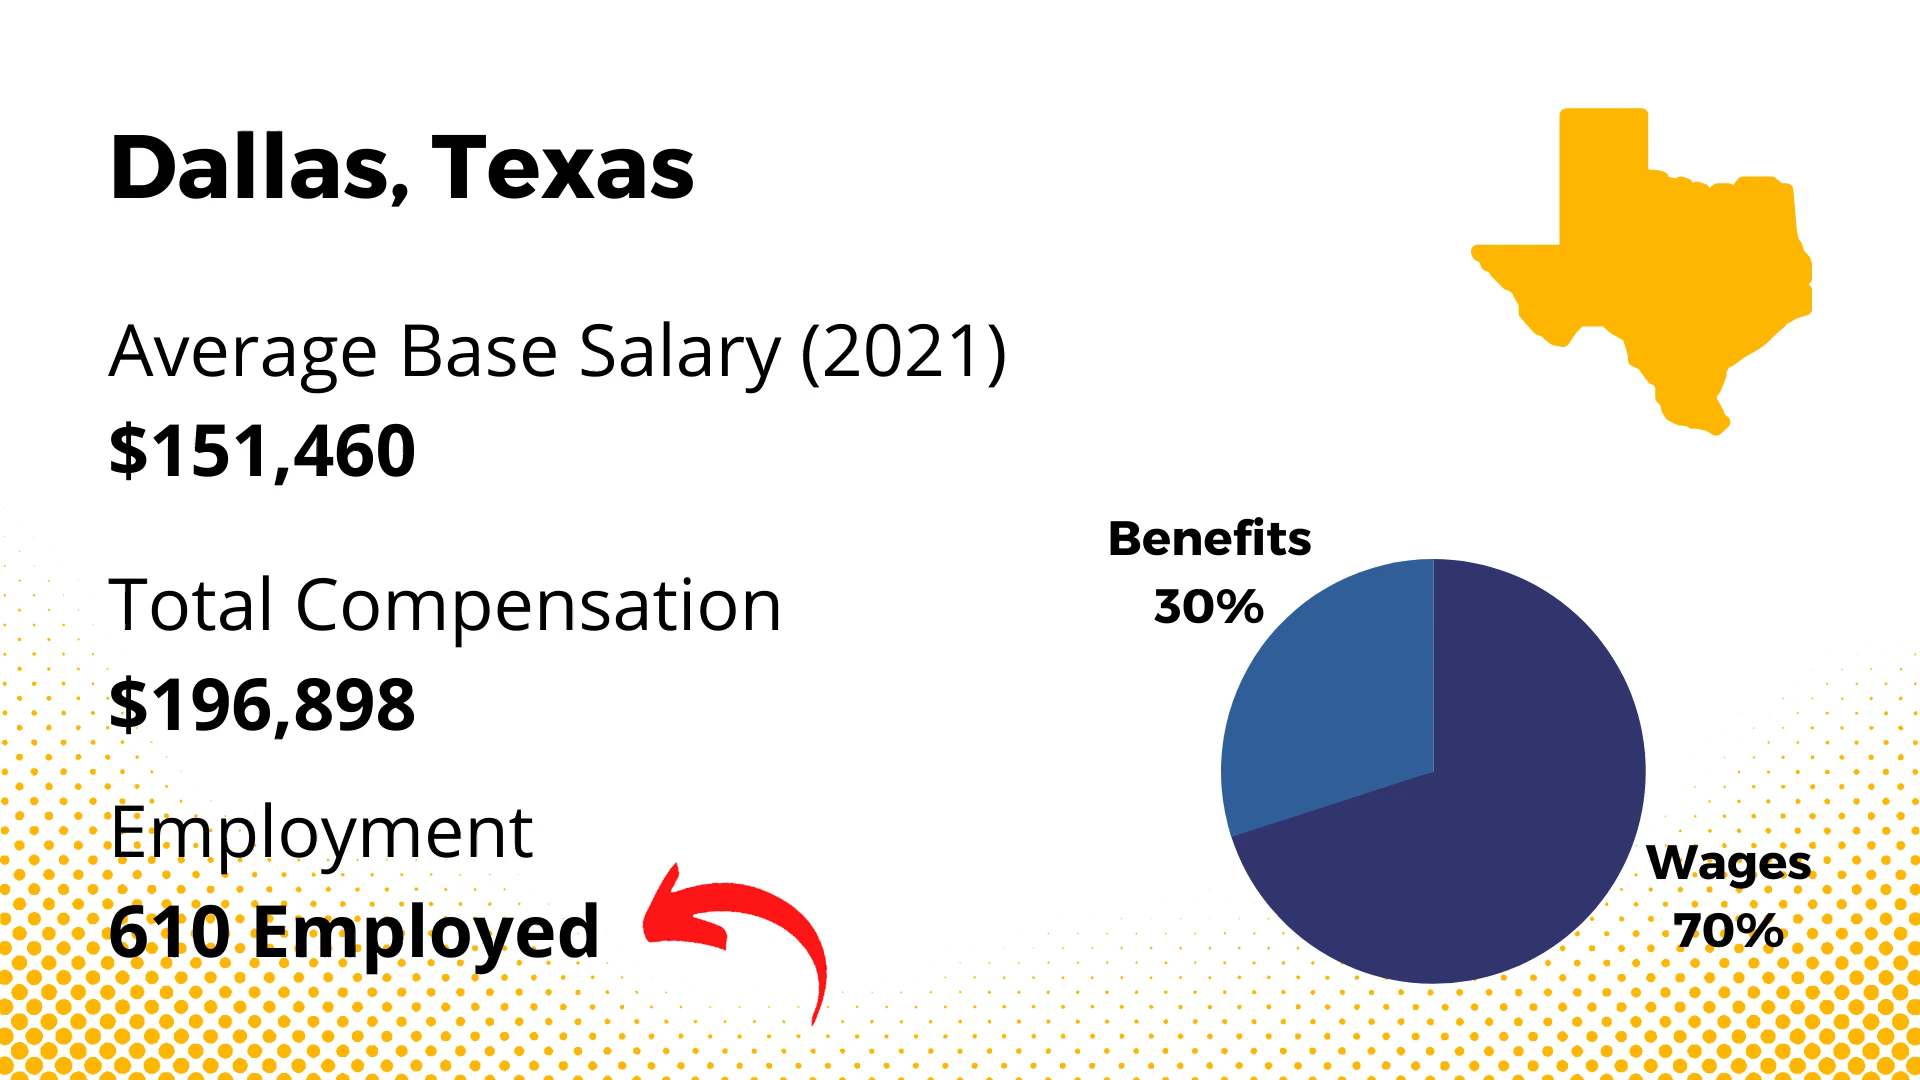 Dallas, Texas
Average Base Salary (2021)
$151,460
Total Compensation
$196,898
Employment
610 Employed
Benefits
30%
Wages
70%